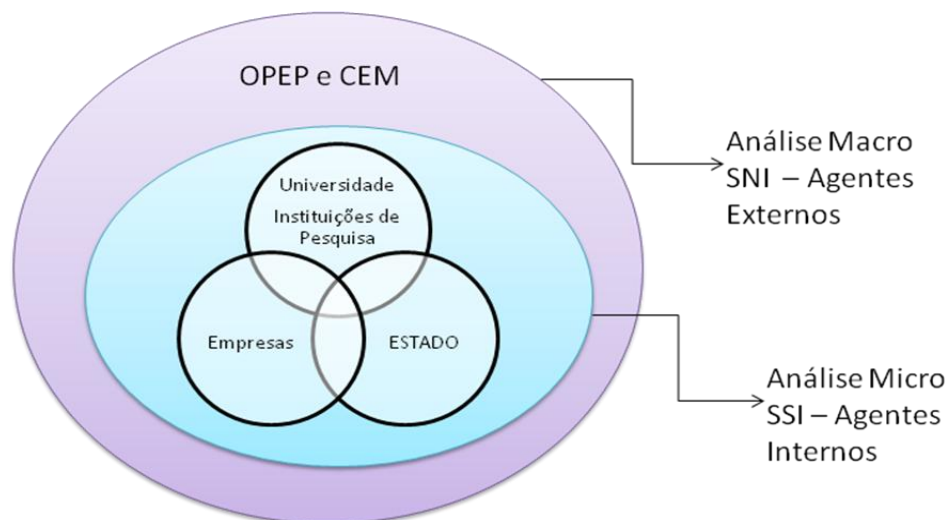 OPEP e CEM
Universidade
Instituições de
Pesquisa
Empresas
ESTADO
Análise Macro
SNI – Agentes
Externos
Análise Micro
SSI – Agentes
Internos